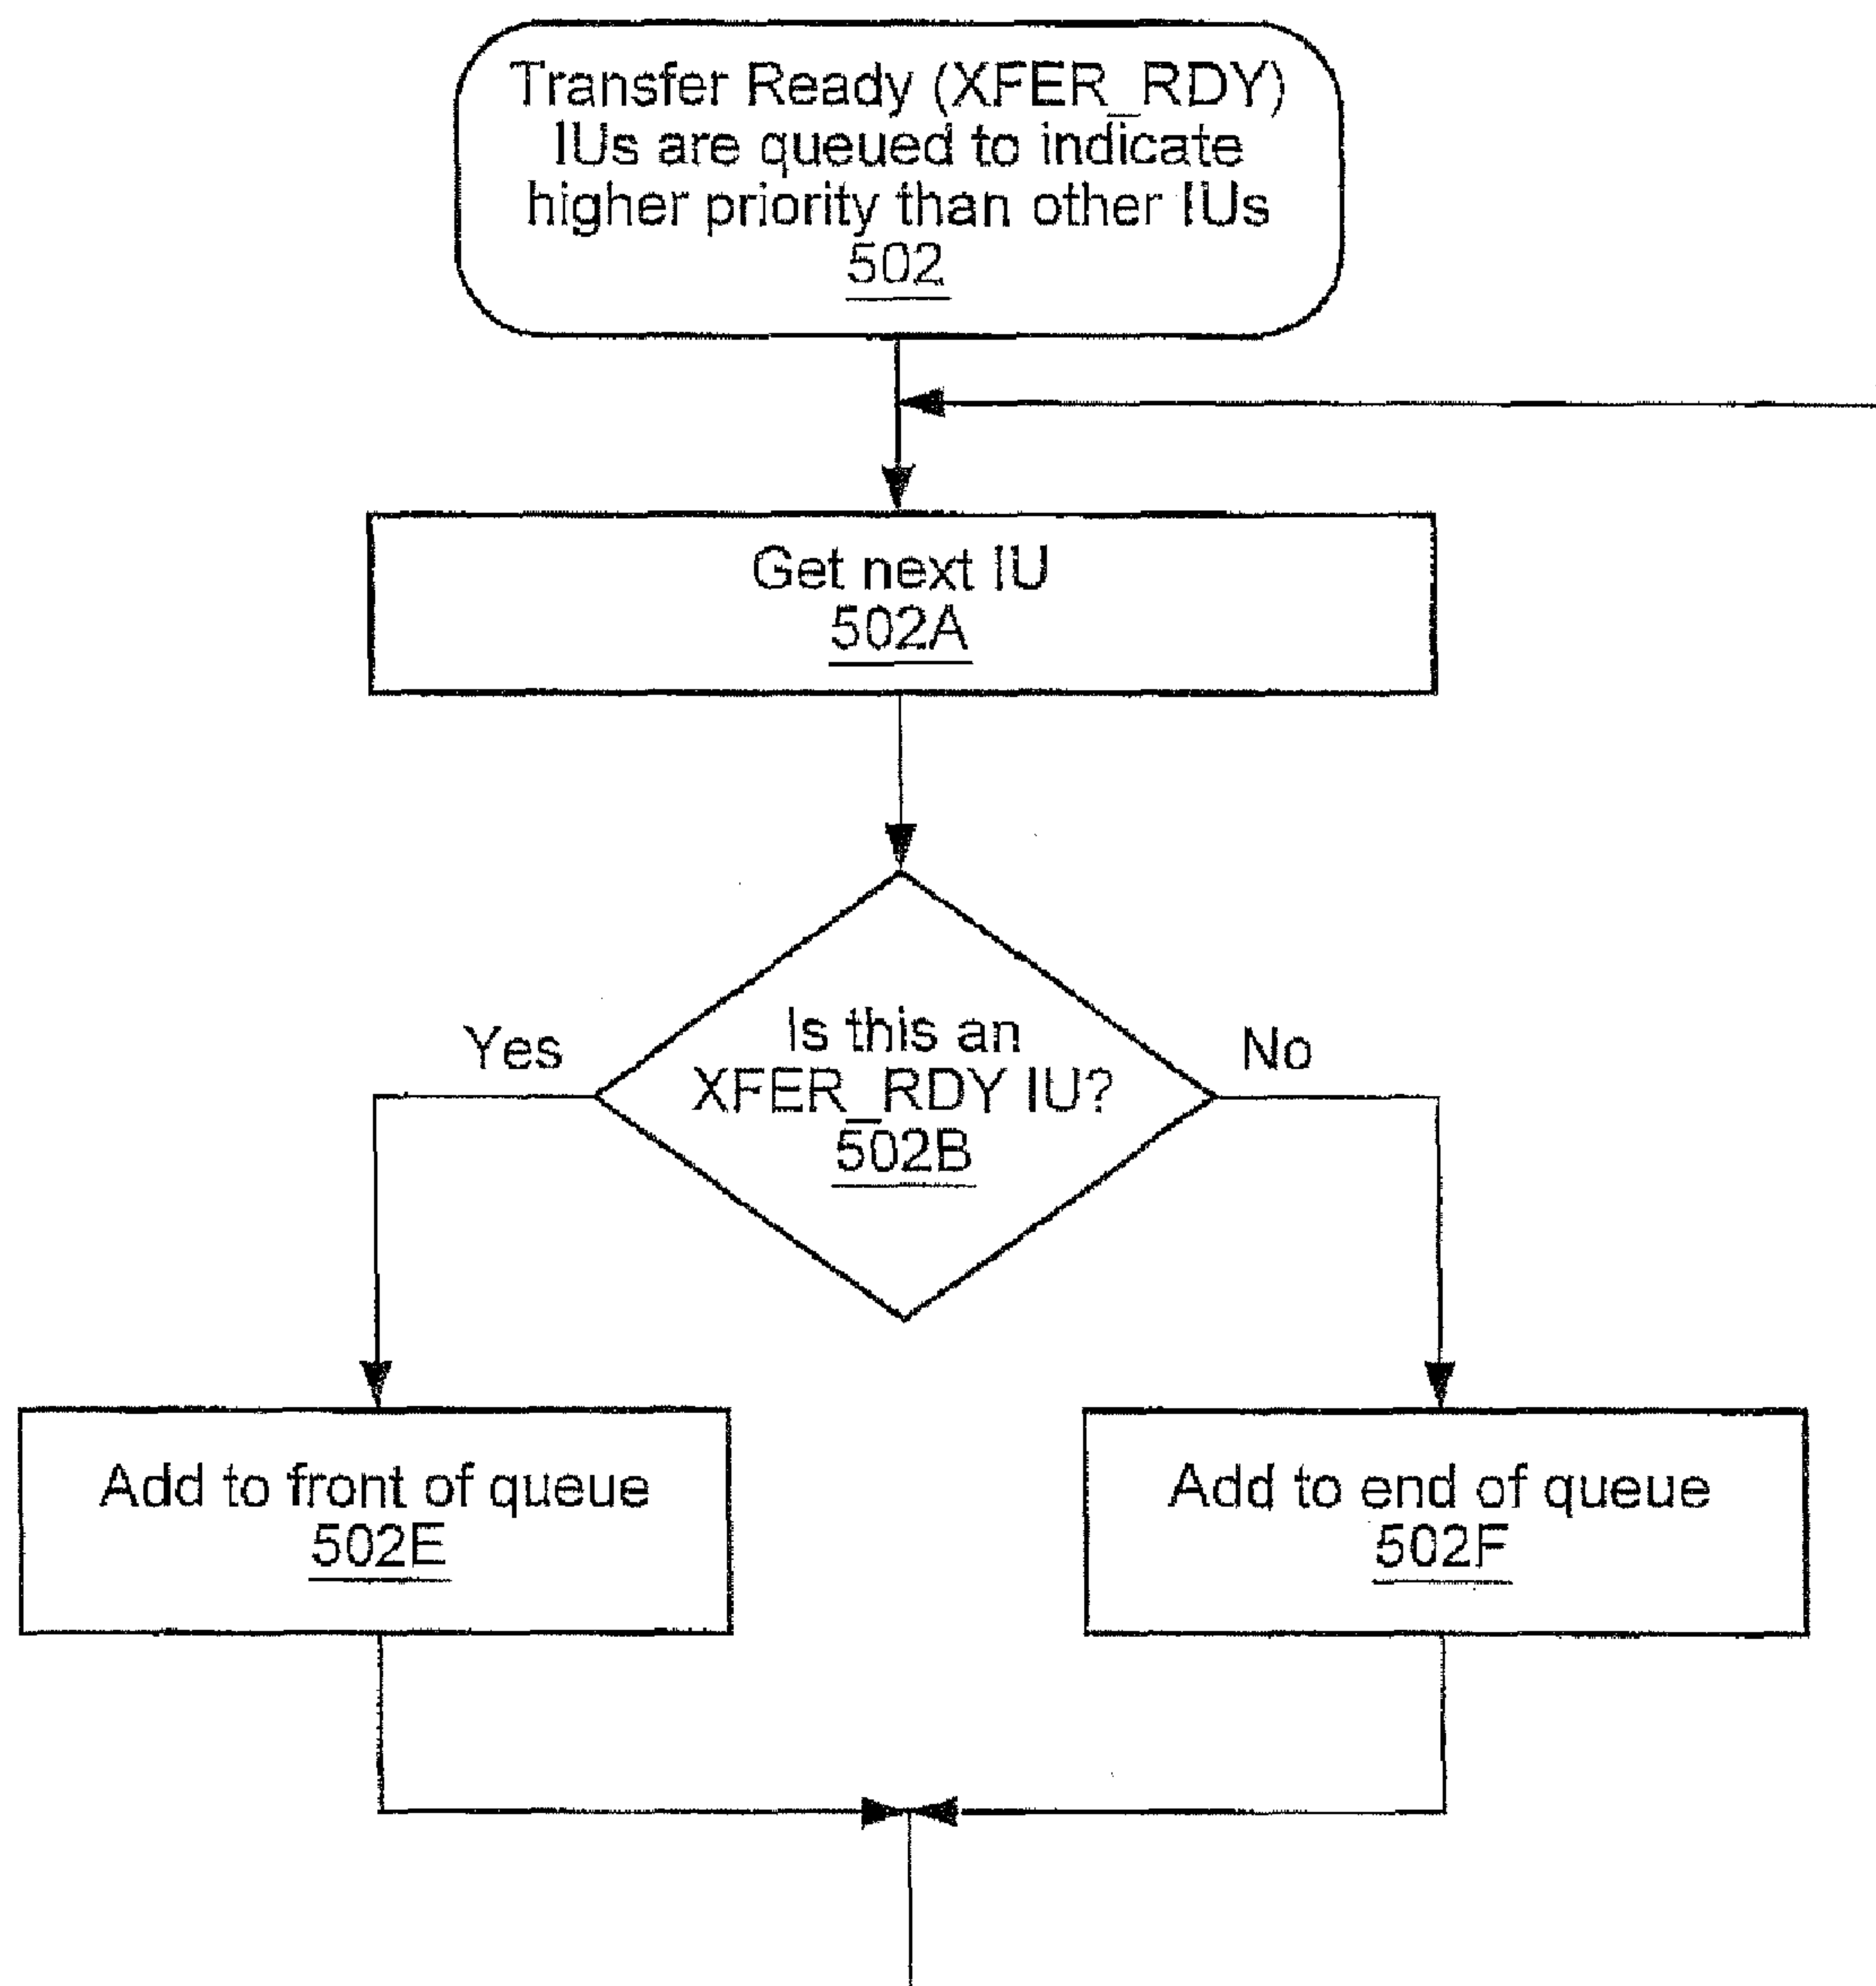 Transfer Ready (XFER_RDY)
IUs are queued to indicate
higher priority than other IUs
502
Get next IU
502A
Yes
Is this an
XFER_RDY IU?
502B
No
Add to front of queue
502E
Add to end of queue
502F